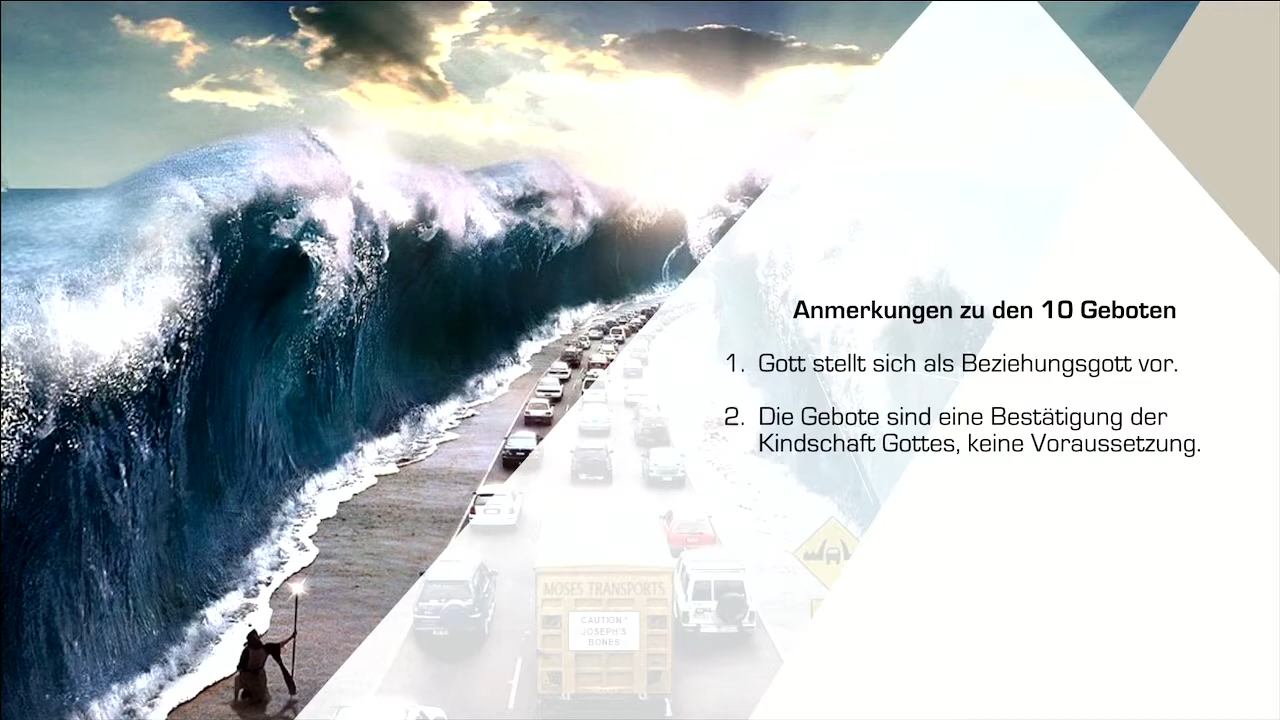 Anmerkungen zu den 10 Geboten
1. Gott stellt sich als Beziehungsgott vor.
2. Die Gebote sind eine Bestätigung der
Kindschaft Gottes, keine Voraussetzung.
MOSES TRANSPORTS
CAUTION
JOSEPH'S
BONES